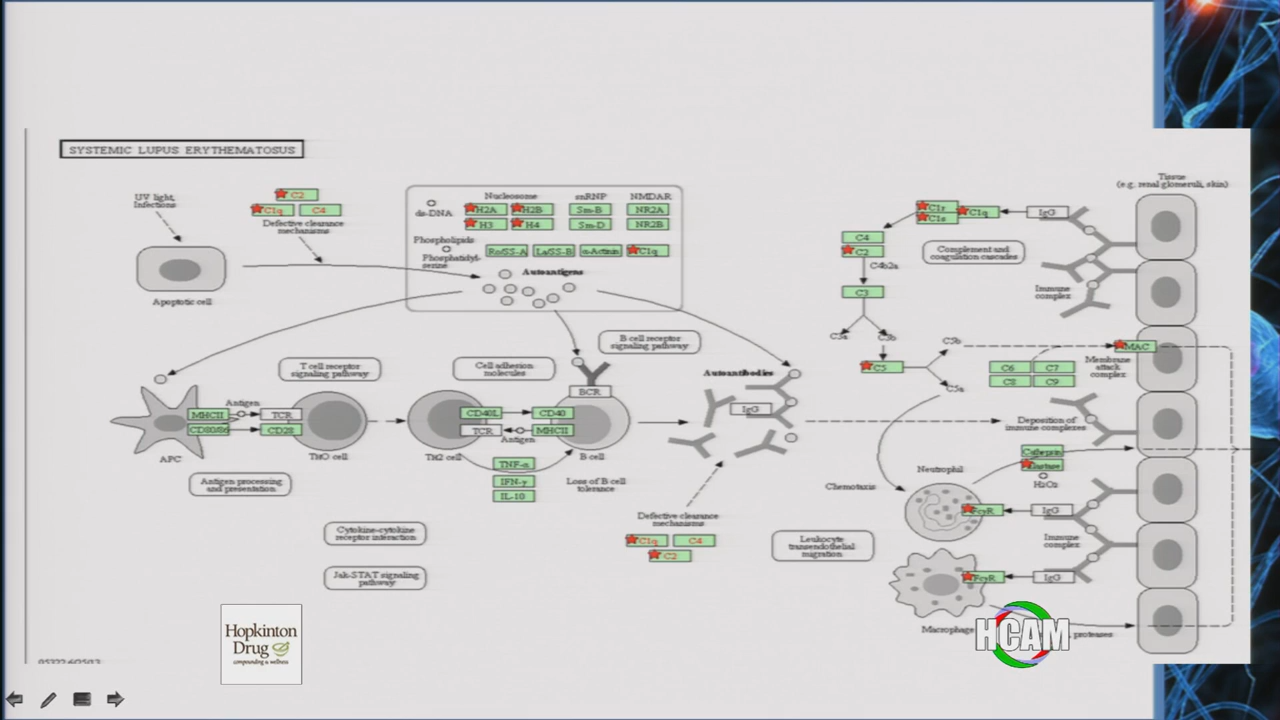 SYSTEMIC LUPUS ERYTHEMATOSUS
UV light,
Infections
C2
C1q C4
Defective clearance
mechanisms
Apoptotic cell
ds-DNA
Nucleosome snRNP NMDAR
H2A H2B Sm-B NR2A
H3 H4 Sm-D NR2B
Phospholipids
Phosphatidyl-
serine
Ro/SS-A La/SS-B α-Actinin C1q
Autoantigens
B cell receptor
signaling pathway
T cell receptor
signaling pathway
Cell adhesion
molecules
Antigen
MHCII TCR
CD80/86 CD28
APC
Th0 cell
CD40L CD40
TCR MHCII
Antigen
Th2 cell
BCR
B cell
TNF-α
IFN-γ
IL-10
Loss of B cell
tolerance
Antigen processing
and presentation
Cytokine-cytokine
receptor interaction
Jak-STAT signaling
pathway
Autoantibodies
IgG
Defective clearance
mechanisms
C1q C4
C2
Leukocyte
transendothelial
migration
Tissue
(e.g. renal glomeruli, skin)
C1r
C1s
C1q
IgG
C4
C2
C4b2a
C3
C3a C3b
C5
C5b
C5a
Complement and
coagulation cascades
Immune
complex
MAC
Membrane
attack
complex
C6 C7
C8 C9
Deposition of
immune complexes
Neutrophil
Cathepsin
Elastase
H2O2
Chemotaxis
FcγR IgG
Immune
complex
FcγR IgG
Macrophage
proteases
Hopkinton
Drug
compounding & wellness
HCAM